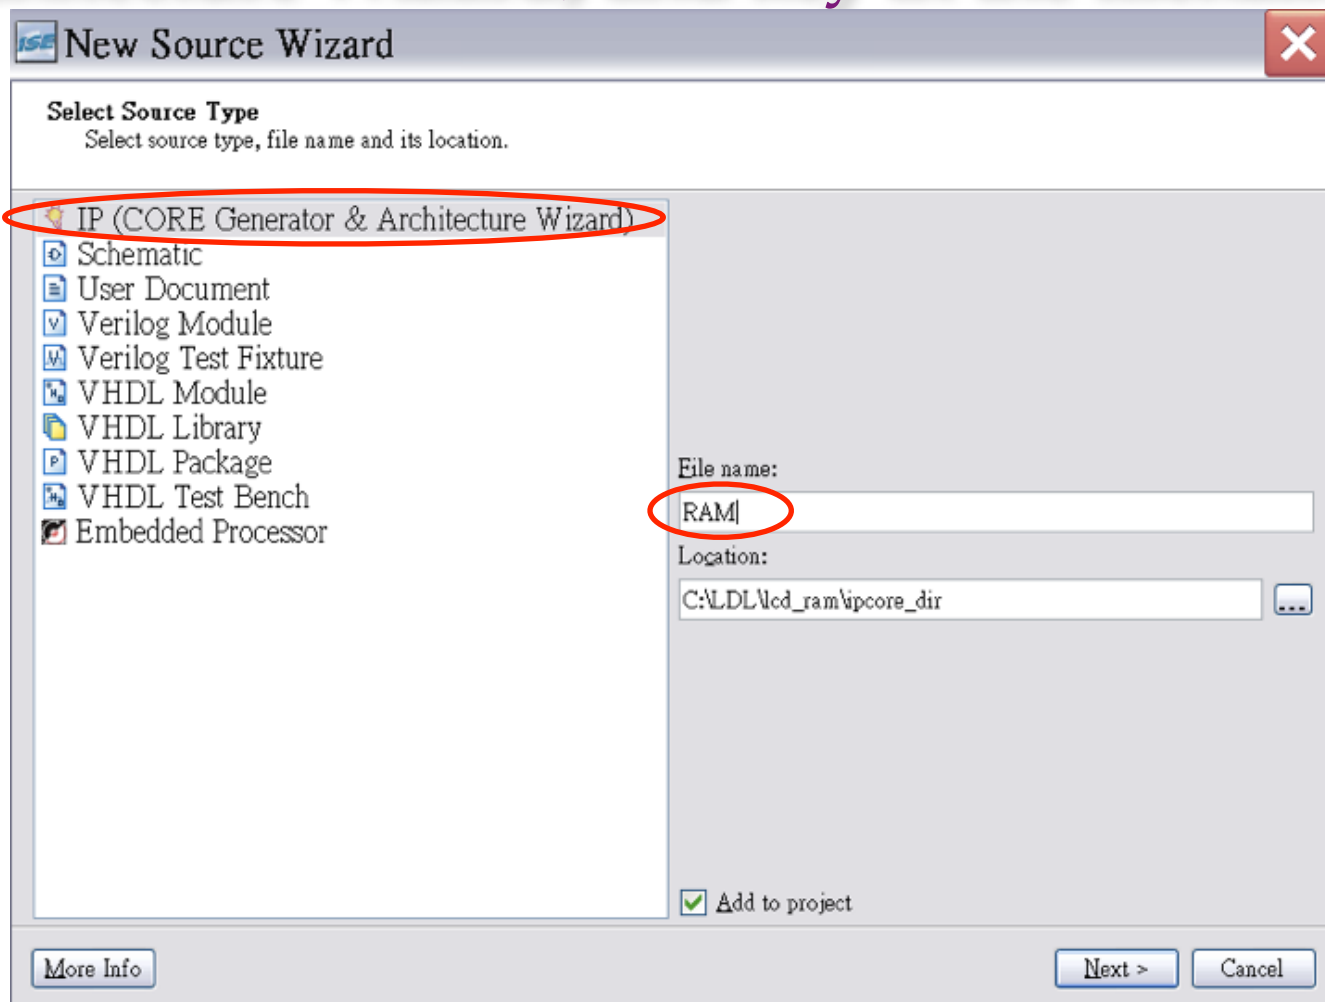 ISE New Source Wizard
Select Source Type
Select source type, file name and its location.
IP (CORE Generator & Architecture Wizard)
Schematic
User Document
Verilog Module
Verilog Test Fixture
VHDL Module
VHDL Library
VHDL Package
VHDL Test Bench
Embedded Processor
File name:
RAM
Location:
C:\LDL\lcd_ram\ipcore_dir
...
Add to project
More Info
Next >
Cancel